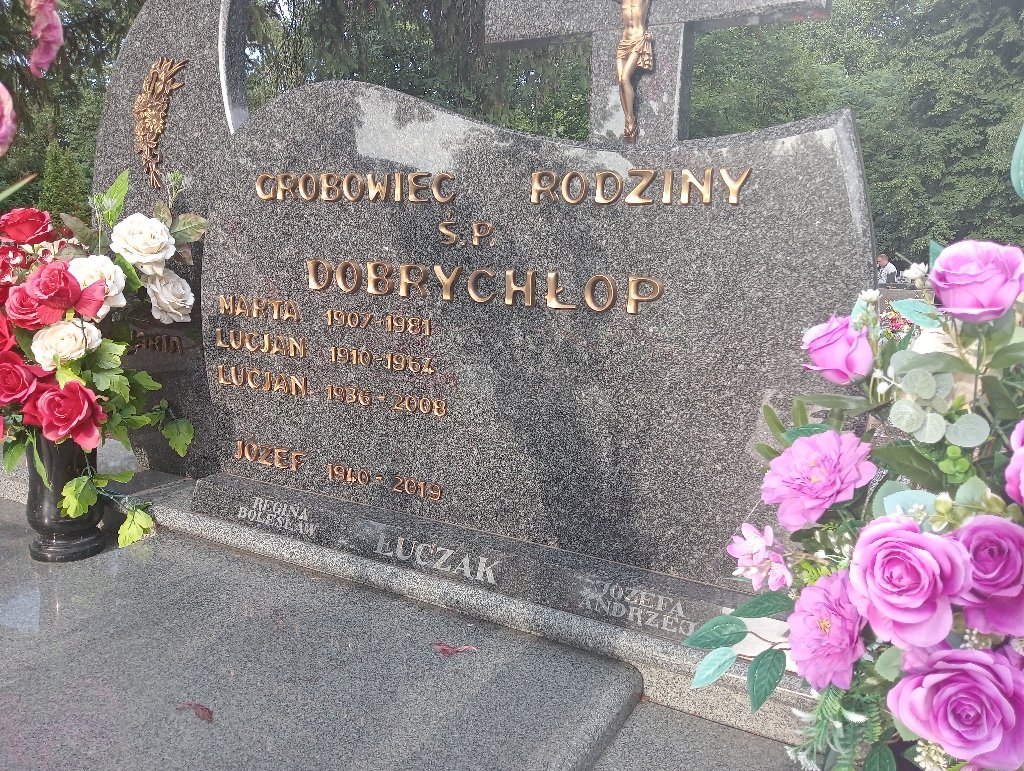 GROBOWIEC RODZINY
Ś.P.
DOBRYCHŁOP
MARTA 1907-1981
LUCJAN 1910-1964
LUCJAN 1936-2008
JÓZEF 1940-2019
REGINA
BOLESŁAW
LUCZAK
JÓZEFA
ANDRZEJ